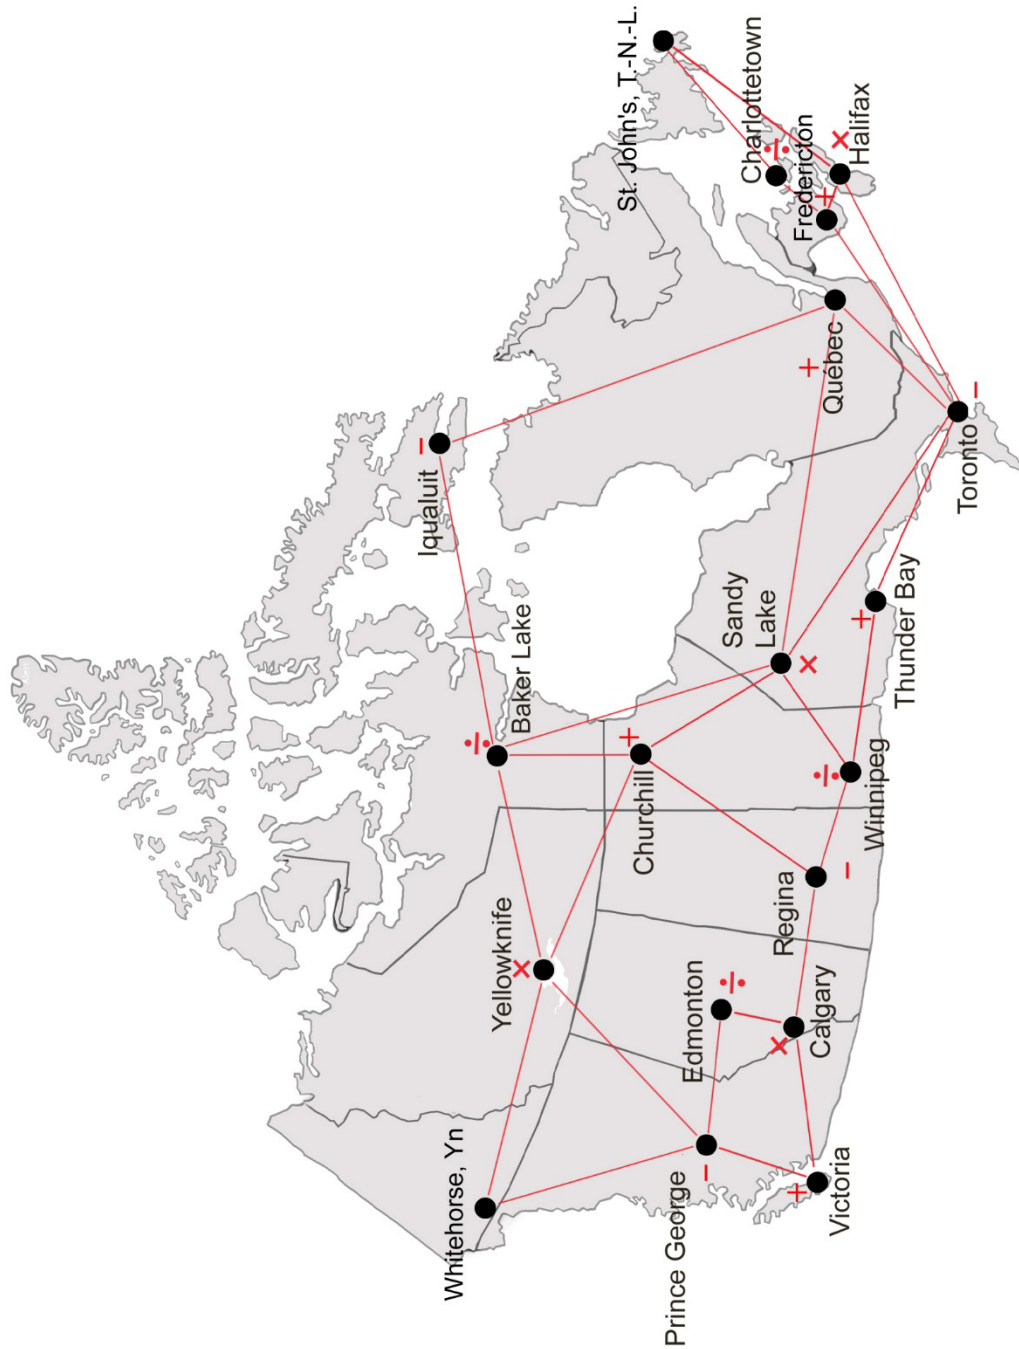 Whitehorse, Yn
Yellowknife
×
Baker Lake
÷
Iqualuit
−
St. John's, T.-N.-L.
Prince George
−
Edmonton
÷
Churchill
+
Sandy
Lake
×
Québec
+
Charlottetown
÷
Fredericton
+
Halifax
×
Victoria
+
Calgary
×
Regina
−
Winnipeg
÷
Thunder Bay
+
Toronto
−